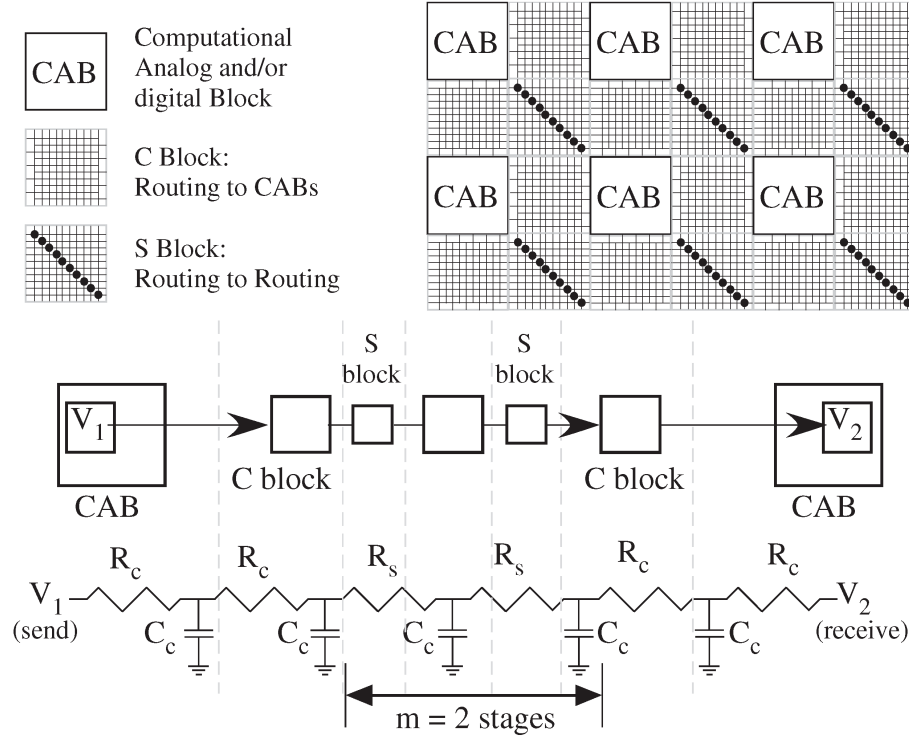 CAB
Computational
Analog and/or
digital Block
C Block:
Routing to CABs
S Block:
Routing to Routing
CAB CAB CAB
CAB CAB CAB
S
block
S
block
V1
V2
C block
C block
CAB
CAB
Rc Rc Rs Rs Rc Rc
V1
(send)
V2
(receive)
Cc Cc Cc Cc Cc
m = 2 stages